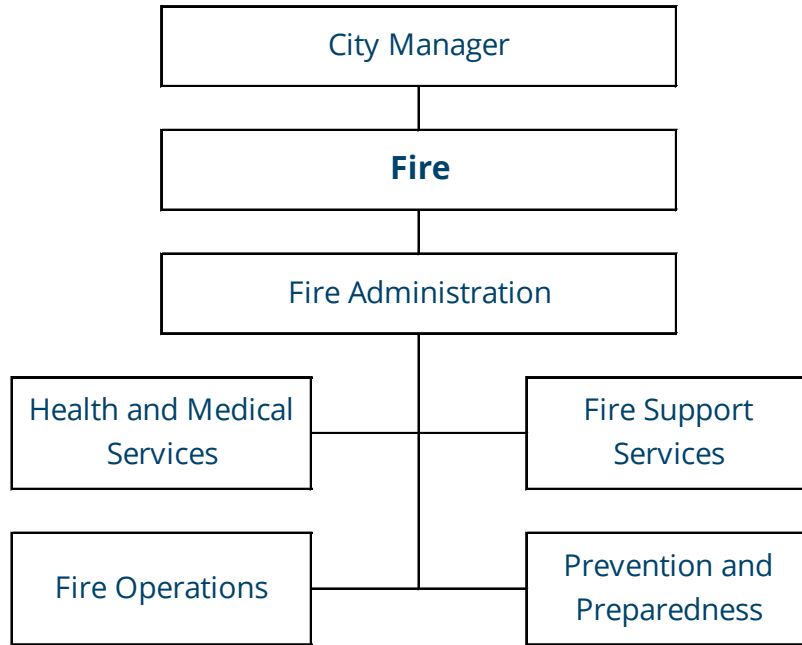 City Manager
Fire
Fire Administration
Health and Medical
Services
Fire Support
Services
Fire Operations
Prevention and
Preparedness